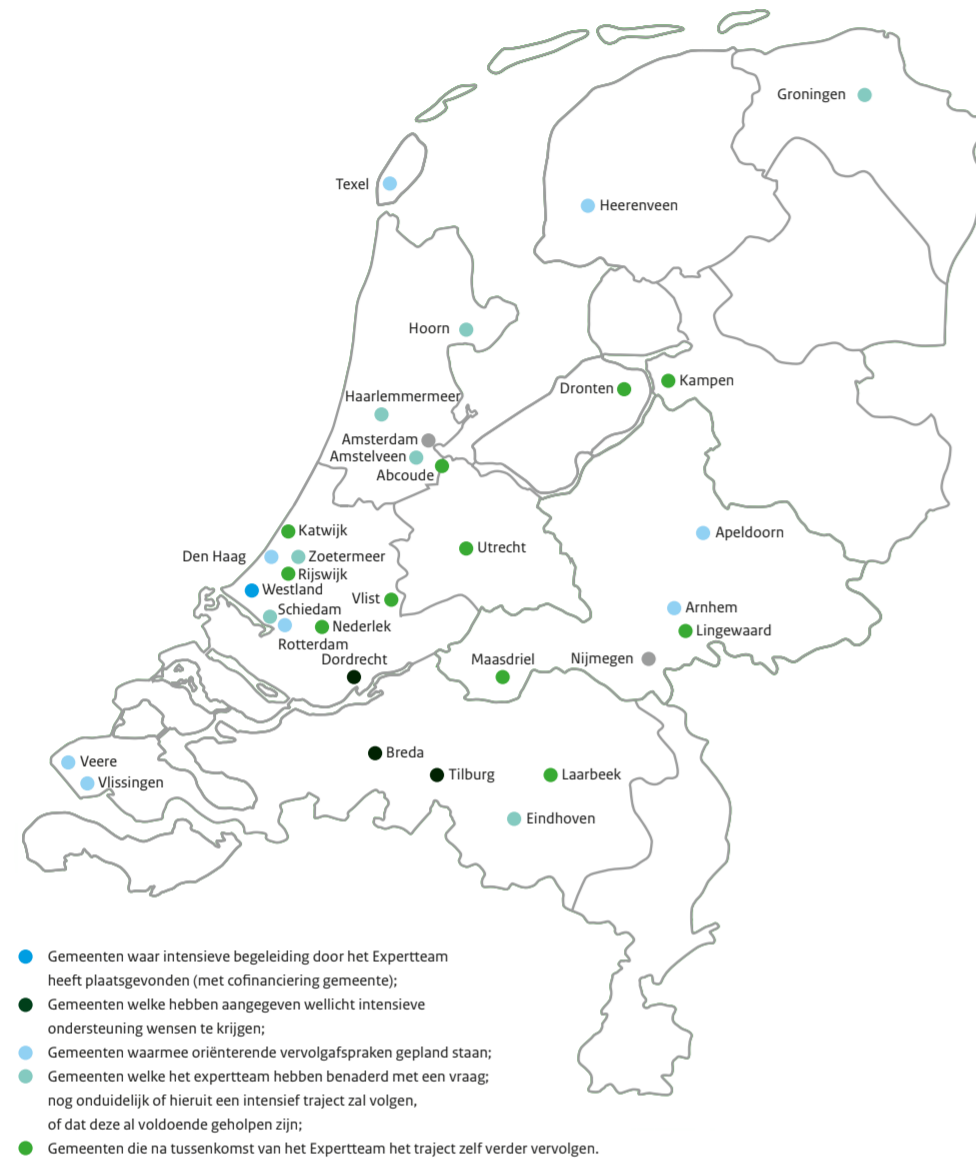 Groningen
Texel
Heerenveen
Hoorn
Kampen
Dronten
Haarlemmermeer
Amsterdam
Amstelveen
Abcoude
Katwijk
Apeldoorn
Utrecht
Den Haag
Zoetermeer
Rijswijk
Westland
Vlist
Schiedam
Arnhem
Nederlek
Lingewaard
Rotterdam
Dordrecht
Maasdriel
Nijmegen
Breda
Veere
Tilburg
Laarbeek
Vlissingen
Eindhoven
Gemeenten waar intensieve begeleiding door het Expertteam
heeft plaatsgevonden (met cofinanciering gemeente);
Gemeenten welke hebben aangegeven wellicht intensieve
ondersteuning wensen te krijgen;
Gemeenten waarmee oriënterende vervolgafspraken gepland staan;
Gemeenten welke het expertteam hebben benaderd met een vraag;
nog onduidelijk of hieruit een intensief traject zal volgen,
of dat deze al voldoende geholpen zijn;
Gemeenten die na tussenkomst van het Expertteam het traject zelf verder vervolgen.